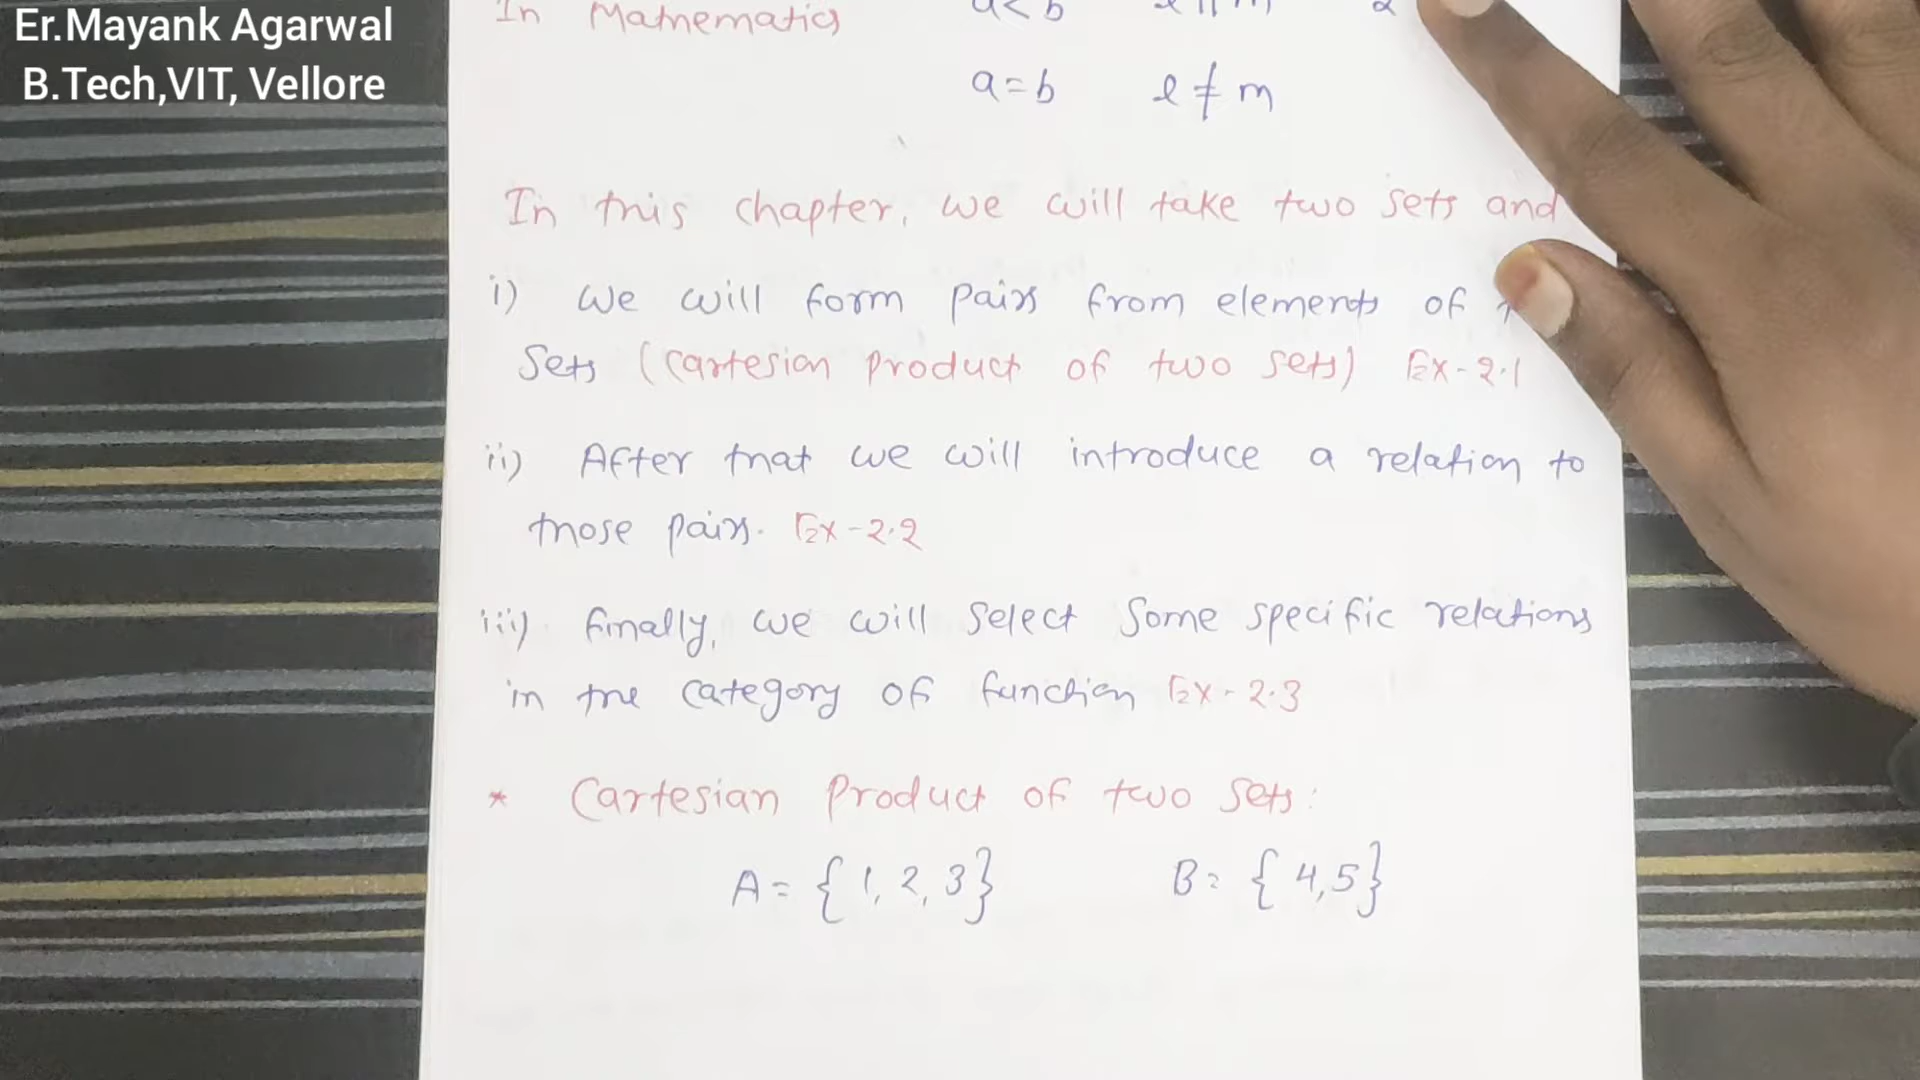 Er.Mayank Agarwal
B.Tech,VIT, Vellore
In Mathematics a<b l || m
a=b l ≠ m
In this chapter, we will take two sets and
i) We will form pairs from elements of
Sets (Cartesian Product of two sets) Ex-2.1
ii) After that we will introduce a relation to
those pairs. Ex-2.2
iii) Finally, we will select Some specific relations
in the category of function Ex-2.3
* Cartesian Product of two Sets:
A = { 1, 2, 3} B = { 4,5}